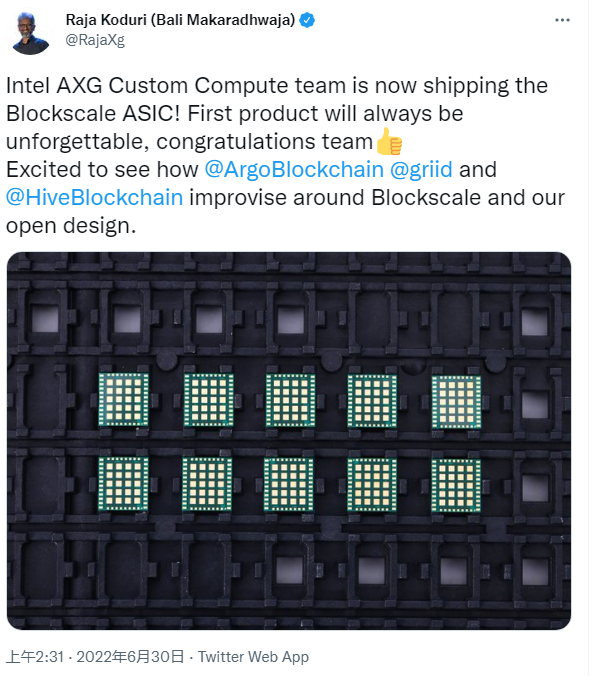 Raja Koduri (Bali Makaradhwaja)
@RajaXg
Intel AXG Custom Compute team is now shipping the
Blockscale ASIC! First product will always be
unforgettable, congratulations team👍
Excited to see how @ArgoBlockchain @griid and
@HiveBlockchain improvise around Blockscale and our
open design.
上午2:31 · 2022年6月30日 · Twitter Web App